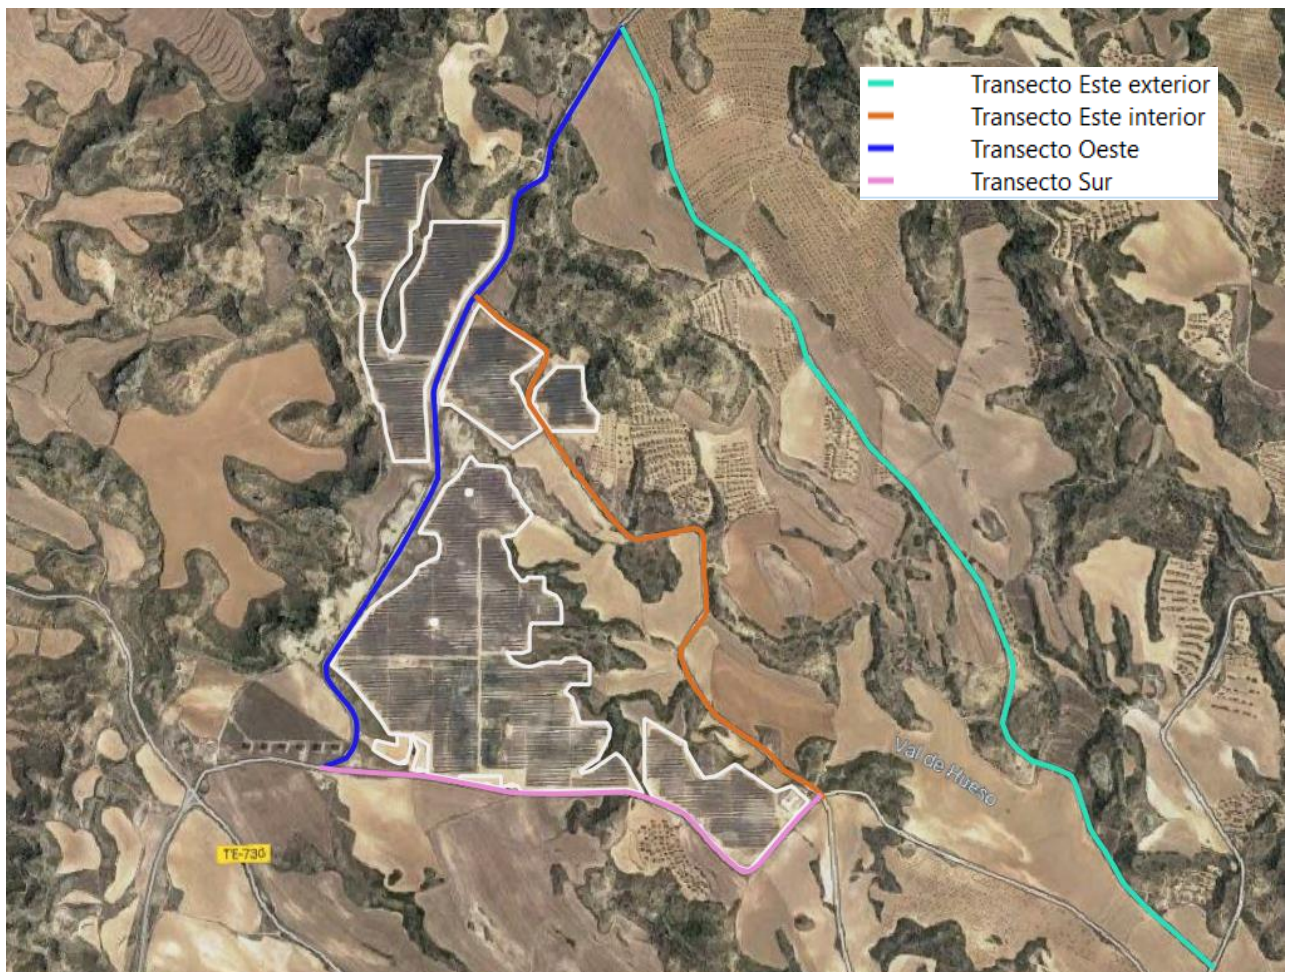 Transecto Este exterior
Transecto Este interior
Transecto Oeste
Transecto Sur
Val de Hueso
TE-730